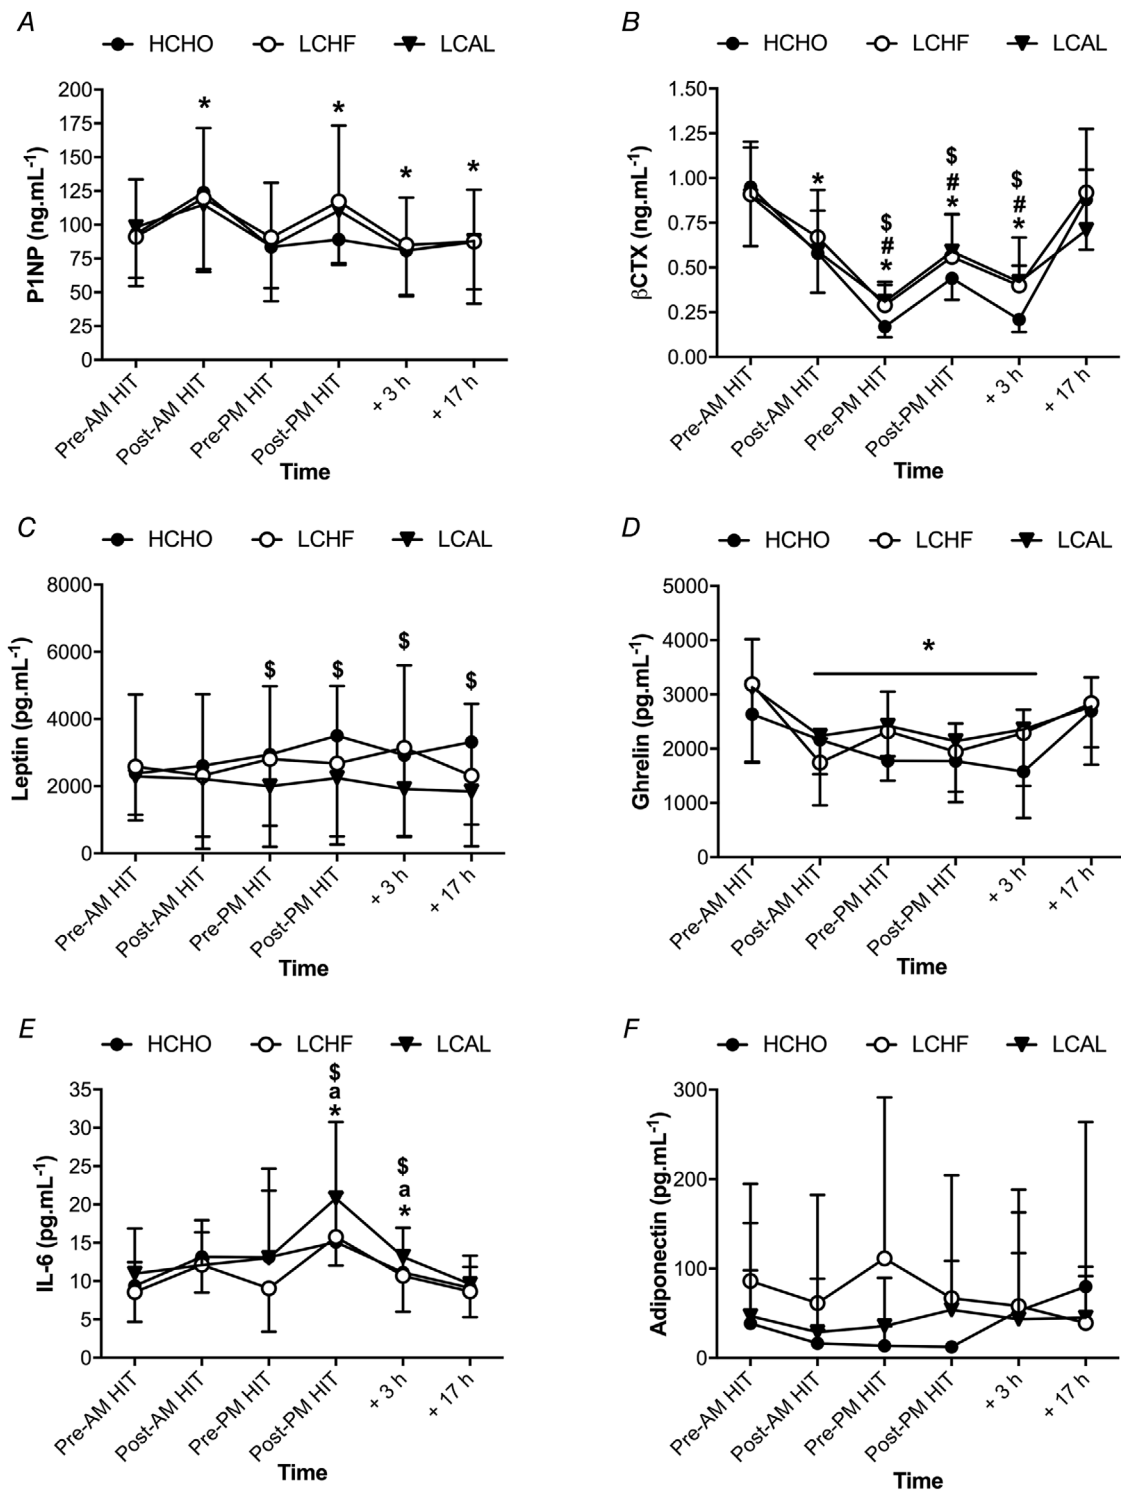 A
HCHO LCHF LCAL
P1NP (ng.mL-1)
200
175
150
125
100
75
50
25
0
* * * *
Pre-AM HIT
Post-AM HIT
Pre-PM HIT
Post-PM HIT
+ 3 h
+ 17 h
Time
B
HCHO LCHF LCAL
βCTX (ng.mL-1)
1.50
1.25
1.00
0.75
0.50
0.25
0.00
*
$
#
*
$
#
*
$
#
*
Pre-AM HIT
Post-AM HIT
Pre-PM HIT
Post-PM HIT
+ 3 h
+ 17 h
Time
C
HCHO LCHF LCAL
Leptin (pg.mL-1)
8000
6000
4000
2000
0
$ $ $ $
Pre-AM HIT
Post-AM HIT
Pre-PM HIT
Post-PM HIT
+ 3 h
+ 17 h
Time
D
HCHO LCHF LCAL
Ghrelin (pg.mL-1)
5000
4000
3000
2000
1000
0
*
Pre-AM HIT
Post-AM HIT
Pre-PM HIT
Post-PM HIT
+ 3 h
+ 17 h
Time
E
HCHO LCHF LCAL
IL-6 (pg.mL-1)
35
30
25
20
15
10
5
0
$
a
*
$
a
*
Pre-AM HIT
Post-AM HIT
Pre-PM HIT
Post-PM HIT
+ 3 h
+ 17 h
Time
F
HCHO LCHF LCAL
Adiponectin (pg.mL-1)
300
200
100
0
Pre-AM HIT
Post-AM HIT
Pre-PM HIT
Post-PM HIT
+ 3 h
+ 17 h
Time